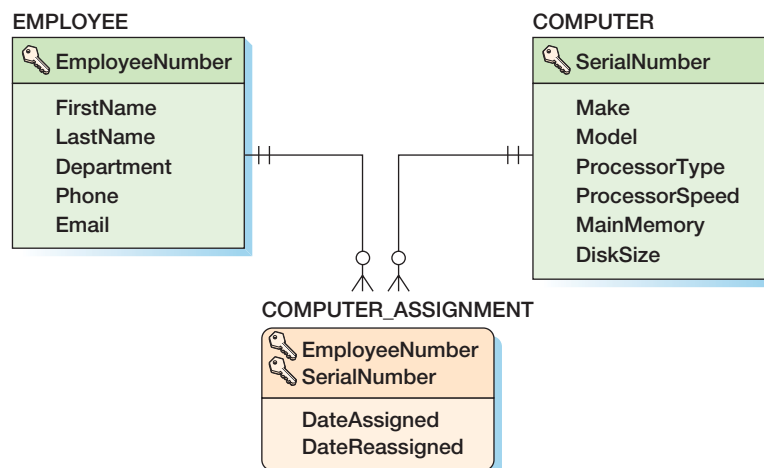 EMPLOYEE
EmployeeNumber
FirstName
LastName
Department
Phone
Email
COMPUTER
SerialNumber
Make
Model
ProcessorType
ProcessorSpeed
MainMemory
DiskSize
COMPUTER_ASSIGNMENT
EmployeeNumber
SerialNumber
DateAssigned
DateReassigned